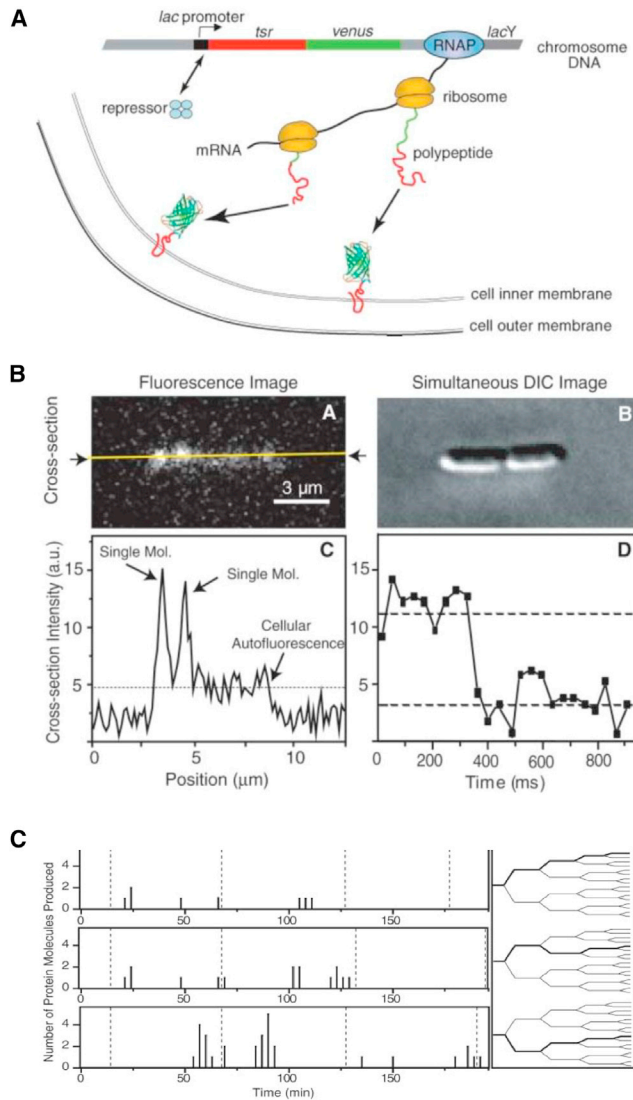 A
lac promoter
tsr
venus
RNAP
lacY
chromosome
DNA
repressor
ribosome
mRNA
polypeptide
cell inner membrane
cell outer membrane
B
Fluorescence Image
Simultaneous DIC Image
Cross-section
A
3 μm
B
Cross-section Intensity (a.u.)
15
10
5
C
Single Mol.
Single Mol.
Cellular
Autofluorescence
0
5
10
Position (μm)
D
15
10
5
0
200
400
600
800
Time (ms)
C
Number of Protein Molecules Produced
4
2
0
0
50
100
150
4
2
0
0
50
100
150
4
2
0
0
50
100
150
Time (min)